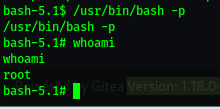 bash-5.1$ /usr/bin/bash -p
/usr/bin/bash -p
bash-5.1# whoami
whoami
root
bash-5.1#
Gitea Version: 1.18.0